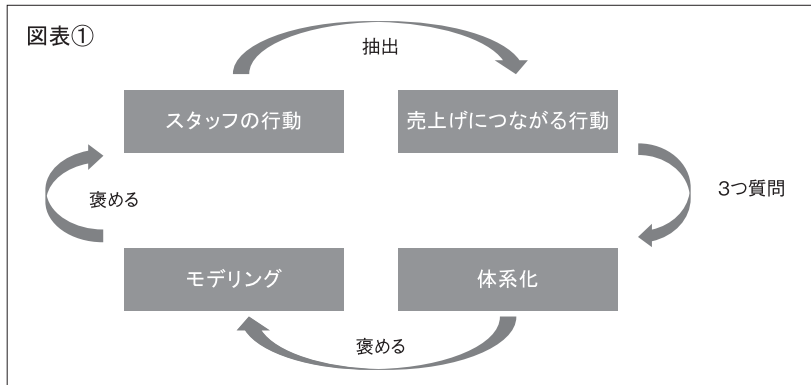 図表①
抽出
スタッフの行動
売上げにつながる行動
3つ質問
褒める
モデリング
体系化
褒める